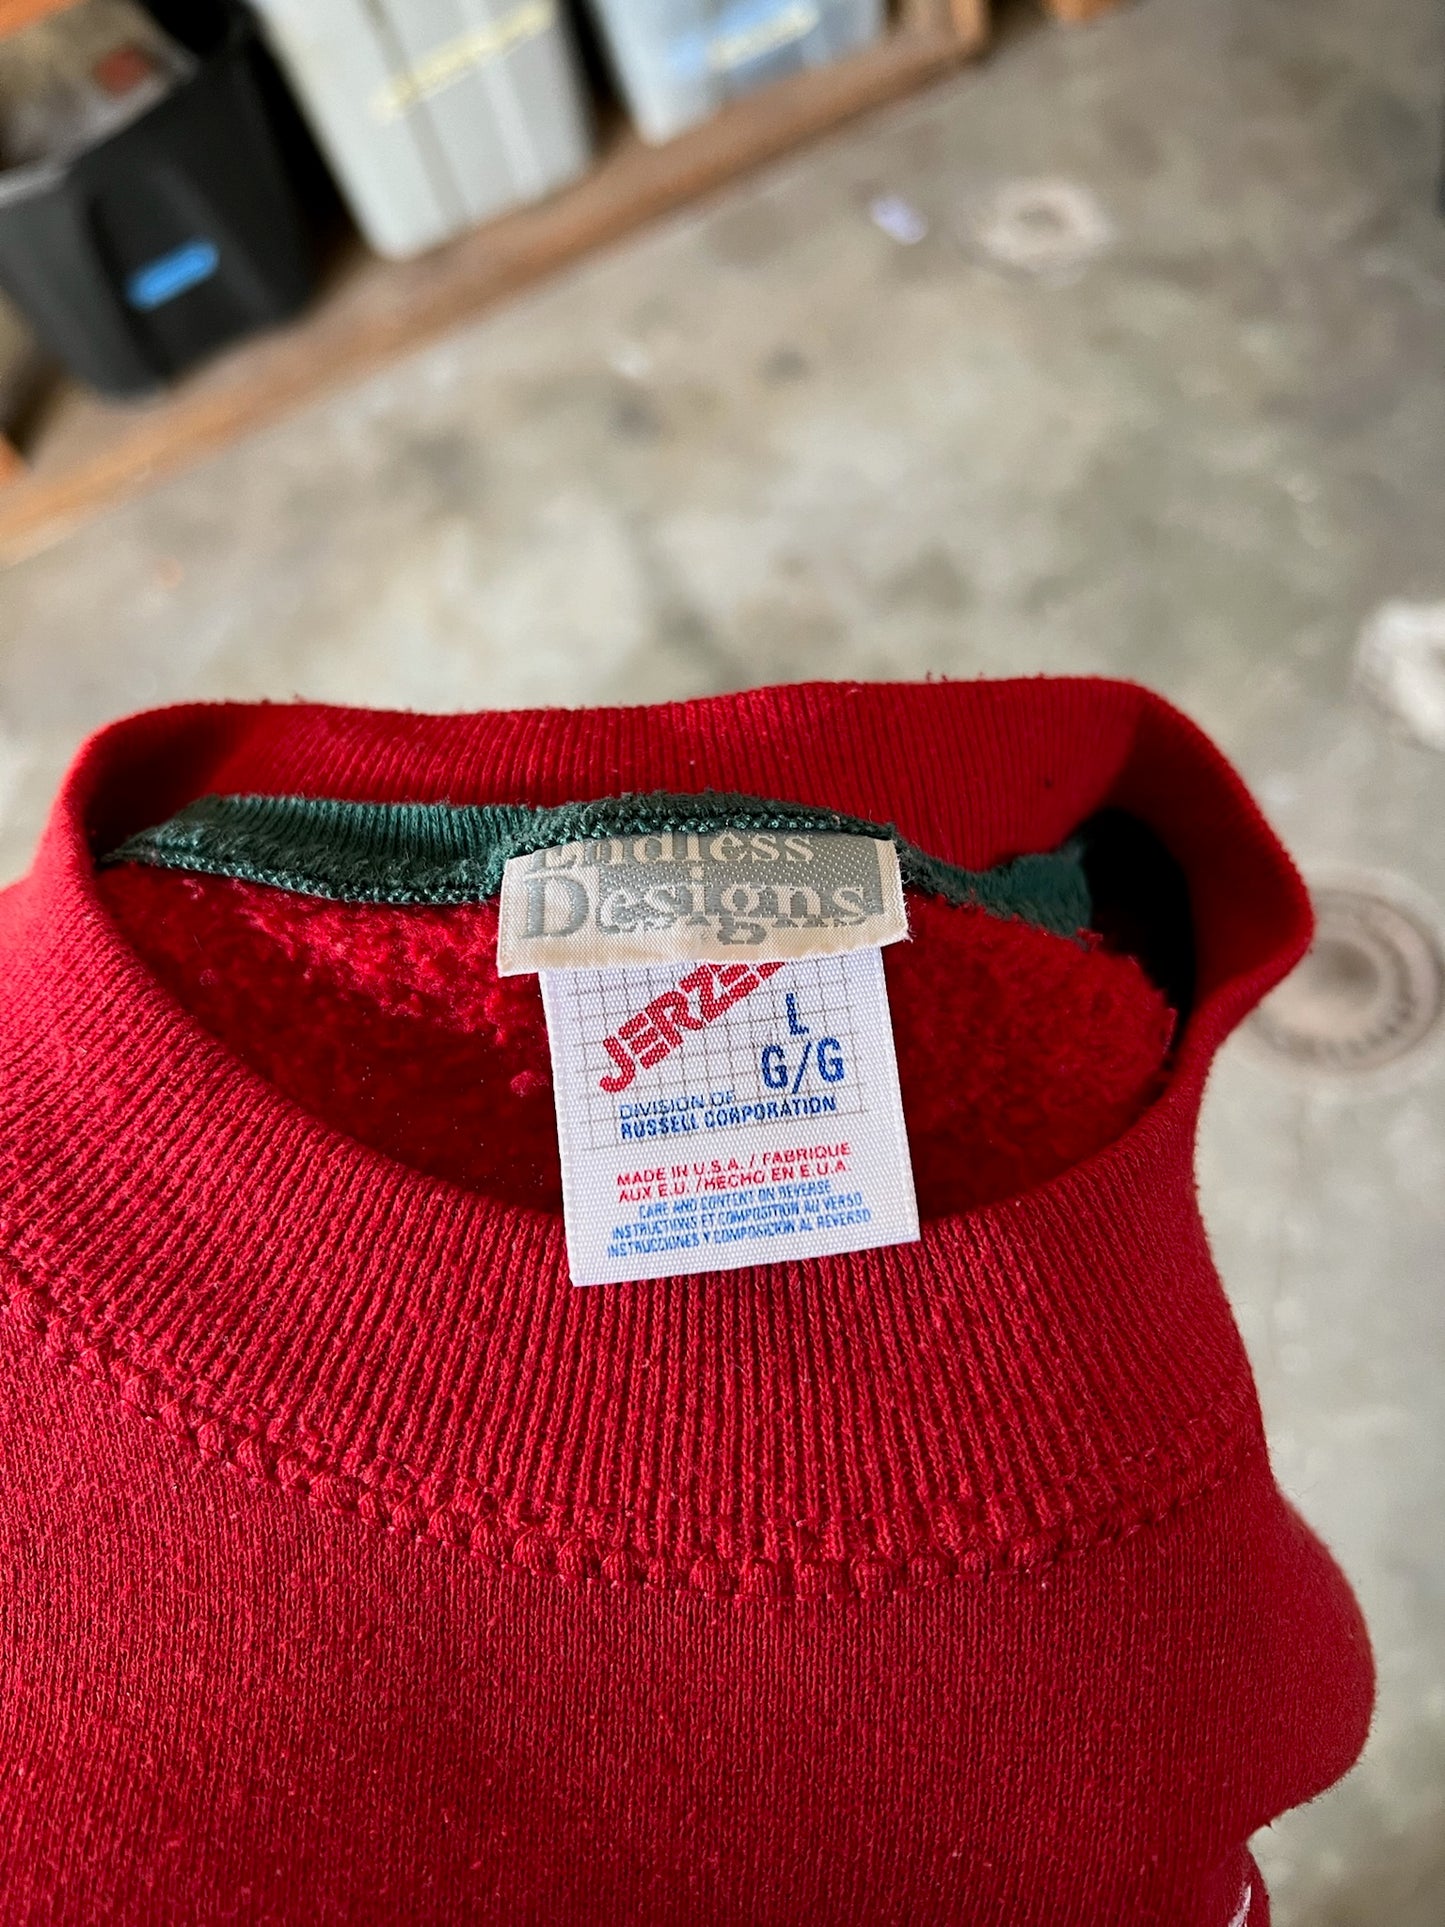 Endless
Designs
JERZEES
L
G/G
DIVISION OF
RUSSELL CORPORATION
MADE IN U.S.A. / FABRIQUE
AUX E.U. / HECHO EN E.U.A.
CARE AND CONTENT ON REVERSE
INSTRUCTIONS ET COMPOSITION AU VERSO
INSTRUCCIONES Y COMPOSICION AL REVERSO